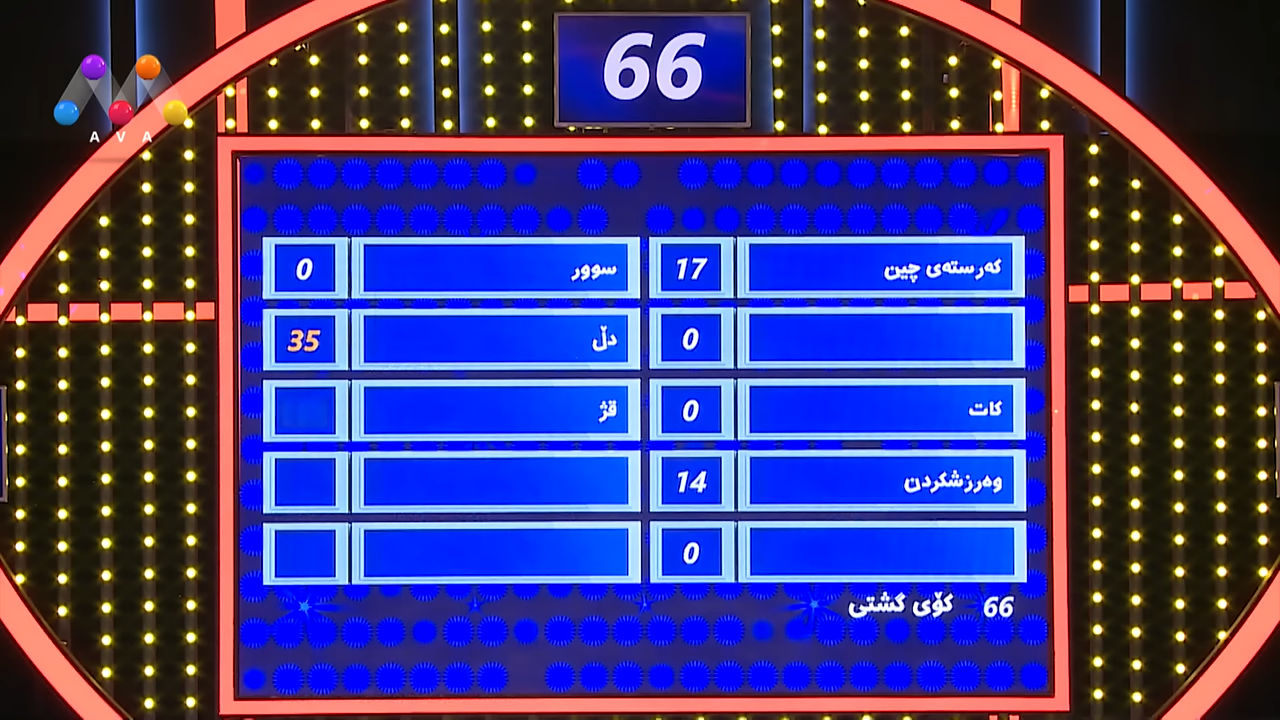 66
AVA
کەرستەی چین 17 سوور 0
0 دڵ 35
کات 0 قژ
وەرزشکردن 14
0
66 کۆی گشتی